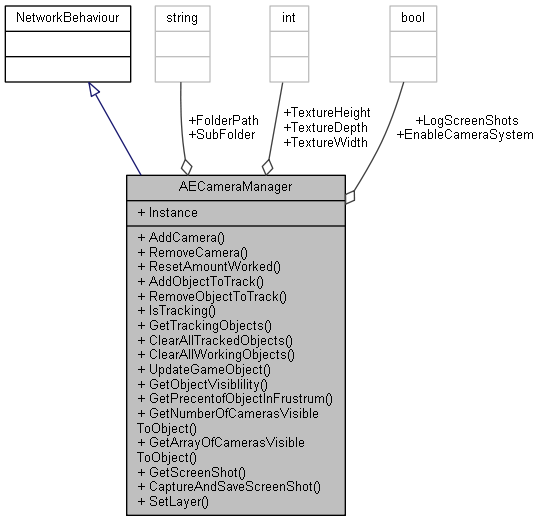 NetworkBehaviour
string
int
bool
+FolderPath
+SubFolder
+TextureHeight
+TextureDepth
+TextureWidth
+LogScreenShots
+EnableCameraSystem
AECameraManager
+ Instance
+ AddCamera()
+ RemoveCamera()
+ ResetAmountWorked()
+ AddObjectToTrack()
+ RemoveObjectToTrack()
+ IsTracking()
+ GetTrackingObjects()
+ ClearAllTrackedObjects()
+ ClearAllWorkingObjects()
+ UpdateGameObject()
+ GetObjectVisiblility()
+ GetPrecentofObjectInFrustrum()
+ GetNumberOfCamerasVisible
ToObject()
+ GetArrayOfCamerasVisible
ToObject()
+ GetScreenShot()
+ CaptureAndSaveScreenShot()
+ SetLayer()